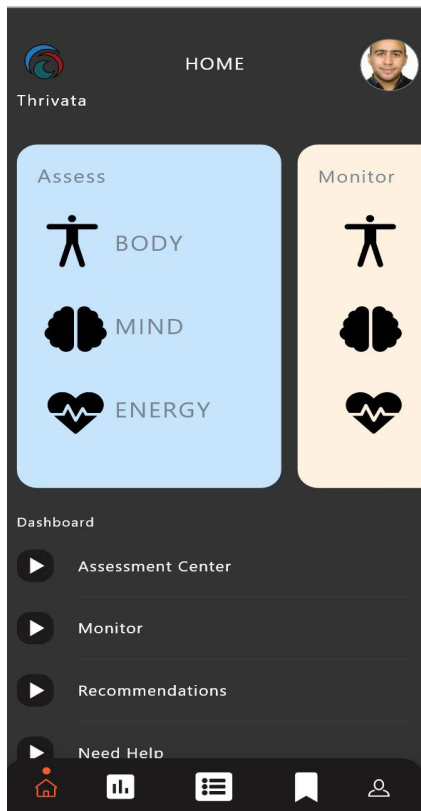 HOME
Thrivata
Assess
BODY
MIND
ENERGY
Monitor
Dashboard
Assessment Center
Monitor
Recommendations
Need Help